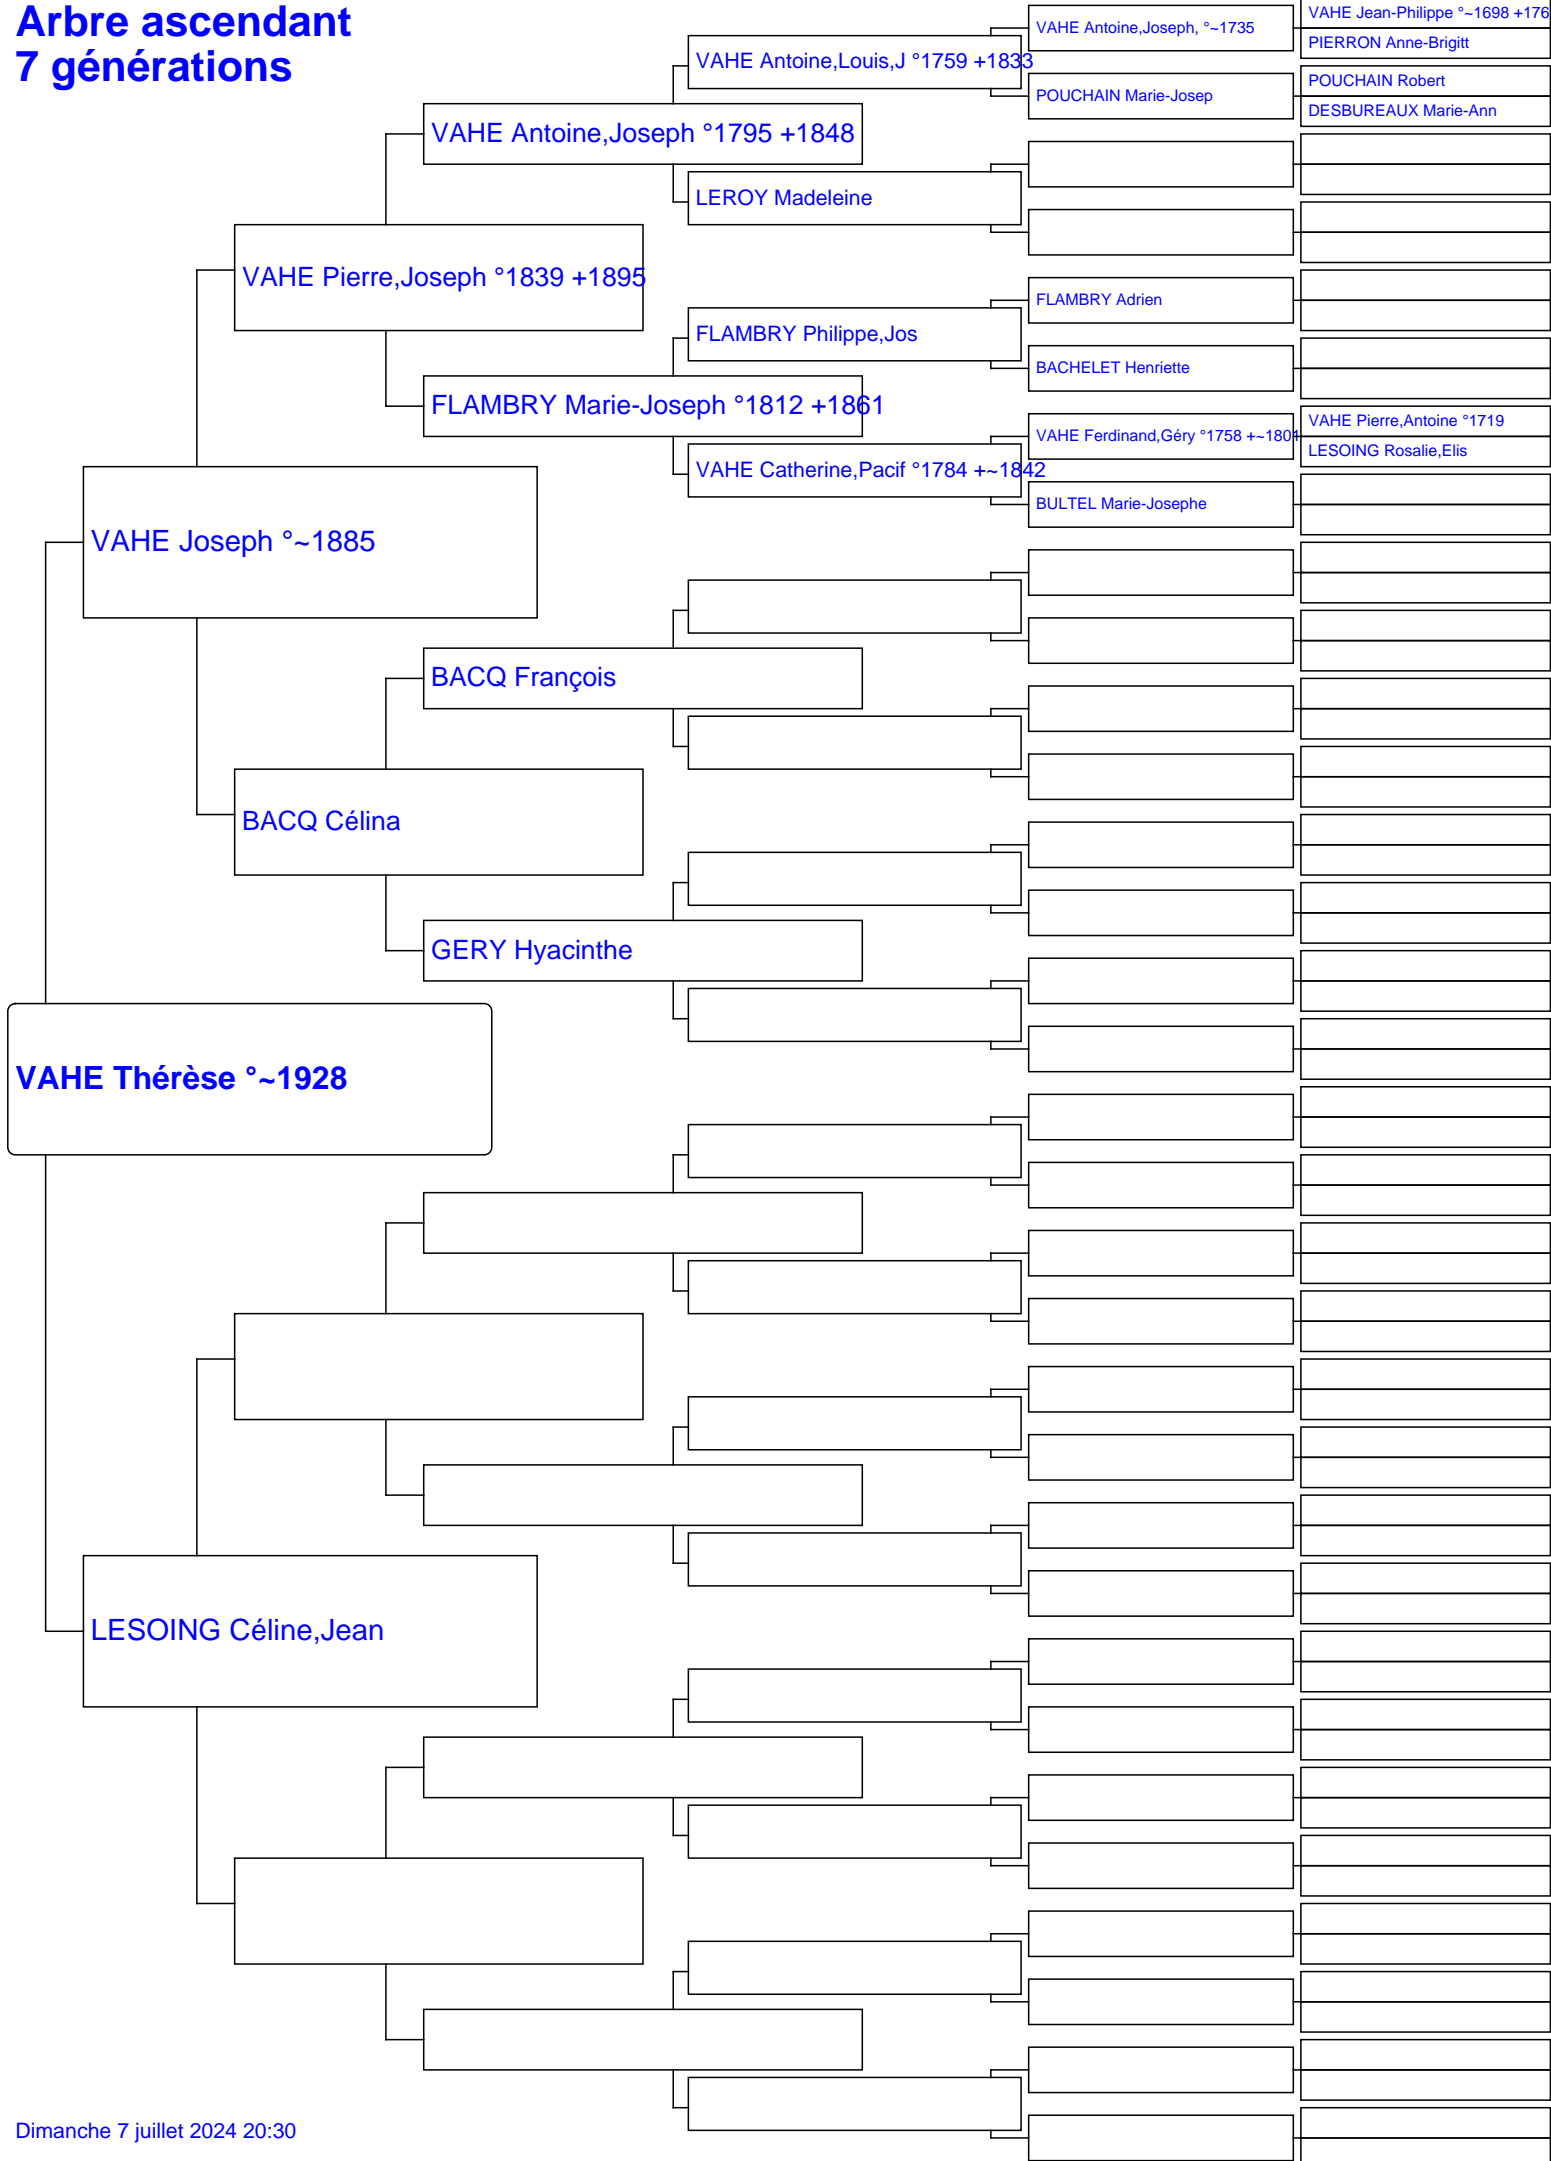 Arbre ascendant
7 générations
VAHE Thérèse °~1928
VAHE Joseph °~1885
LESOING Céline,Jean
VAHE Pierre,Joseph °1839 +1895
BACQ Célina
VAHE Antoine,Joseph °1795 +1848
FLAMBRY Marie-Joseph °1812 +1861
BACQ François
GERY Hyacinthe
VAHE Antoine,Louis,J °1759 +1833
LEROY Madeleine
FLAMBRY Philippe,Jos
VAHE Catherine,Pacif °1784 +~1842
VAHE Antoine,Joseph, °~1735
POUCHAIN Marie-Josep
FLAMBRY Adrien
BACHELET Henriette
VAHE Ferdinand,Géry °1758 +~1801
BULTEL Marie-Josephe
VAHE Jean-Philippe °~1698 +176
PIERRON Anne-Brigitt
POUCHAIN Robert
DESBUREAUX Marie-Ann
VAHE Pierre,Antoine °1719
LESOING Rosalie,Elis
Dimanche 7 juillet 2024 20:30